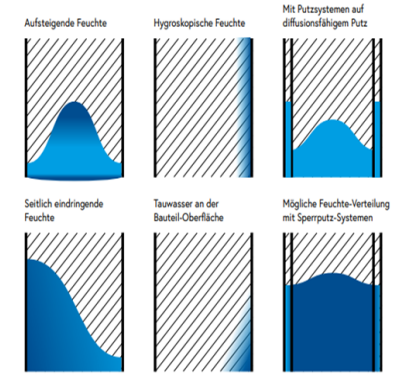 Aufsteigende Feuchte
Hygroskopische Feuchte
Mit Putzsystemen auf
diffusionsfähigem Putz
Seitlich eindringende
Feuchte
Tauwasser an der
Bauteil-Oberfläche
Mögliche Feuchte-Verteilung
mit Sperrputz-Systemen